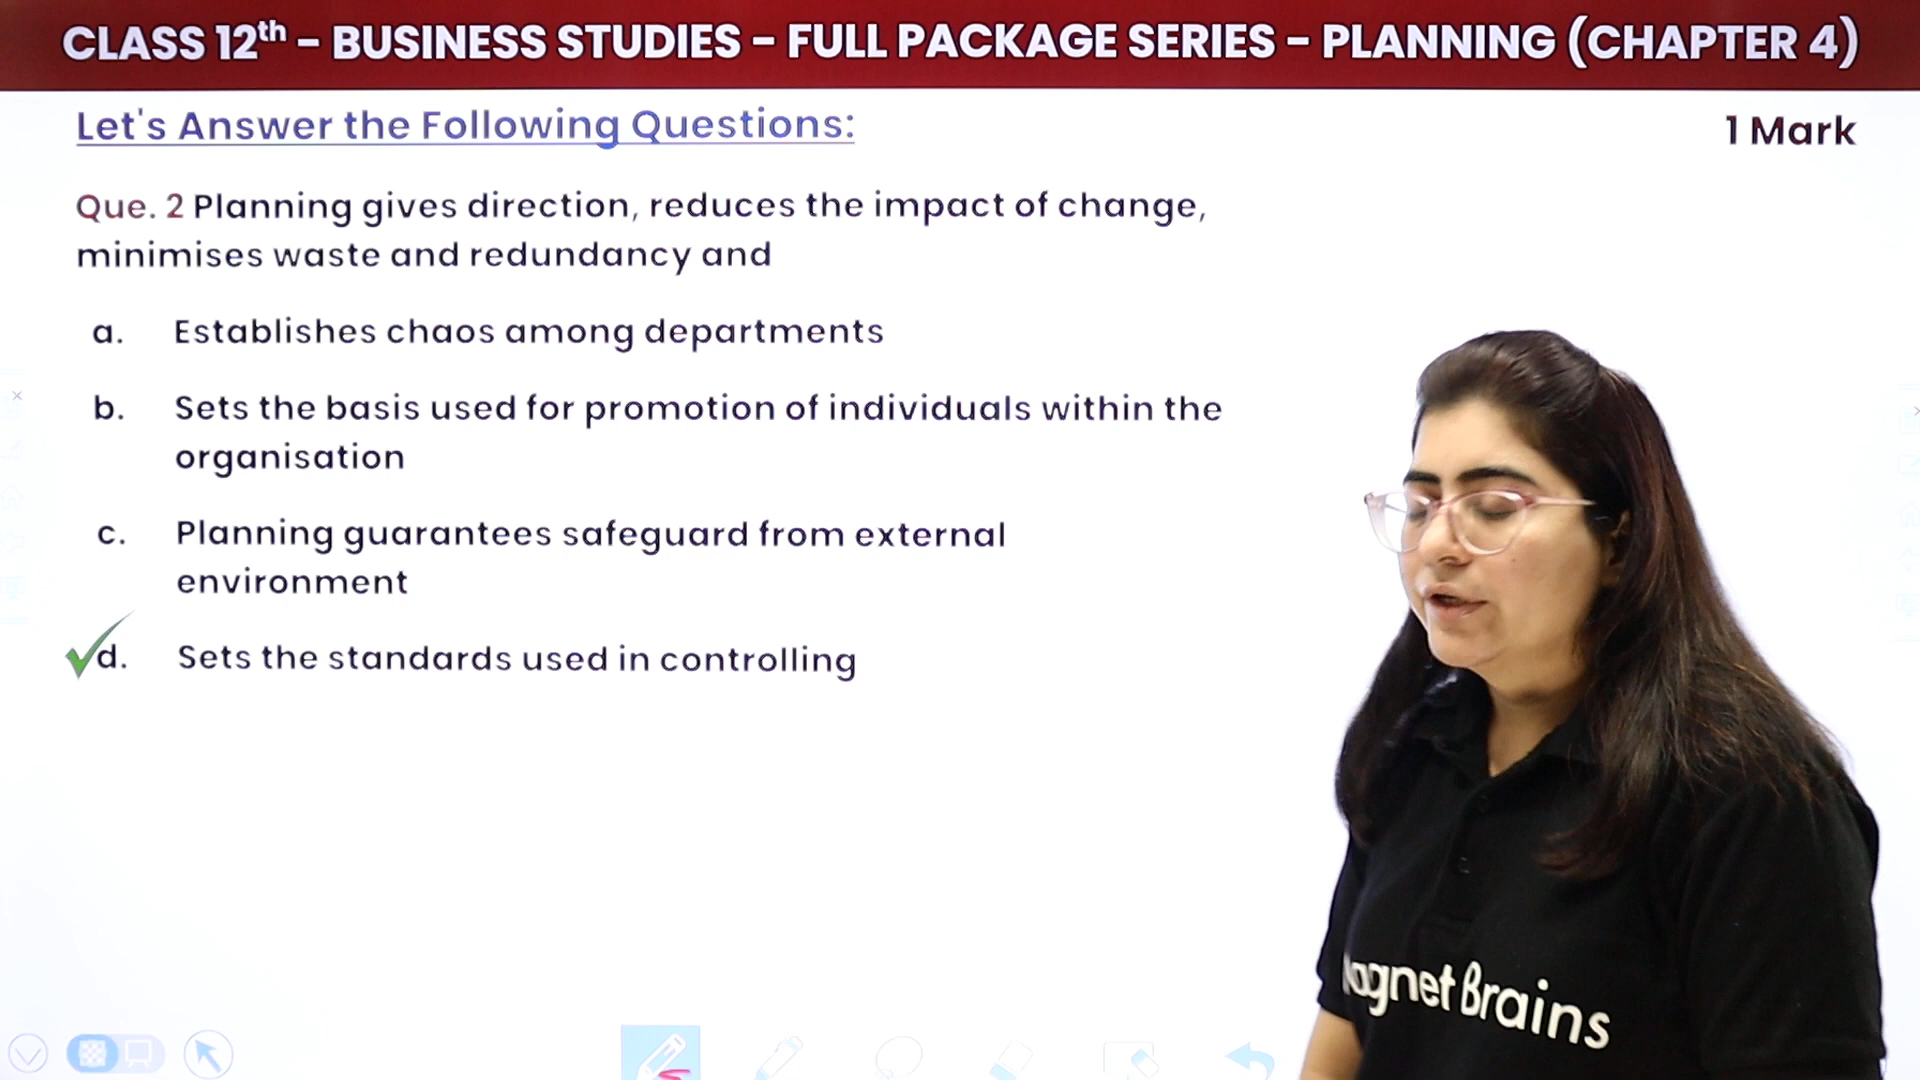 CLASS 12th – BUSINESS STUDIES – FULL PACKAGE SERIES – PLANNING (CHAPTER 4)
Let's Answer the Following Questions:
1 Mark
Que. 2 Planning gives direction, reduces the impact of change,
minimises waste and redundancy and
a. Establishes chaos among departments
b. Sets the basis used for promotion of individuals within the
organisation
c. Planning guarantees safeguard from external
environment
d. Sets the standards used in controlling
agnet Brains